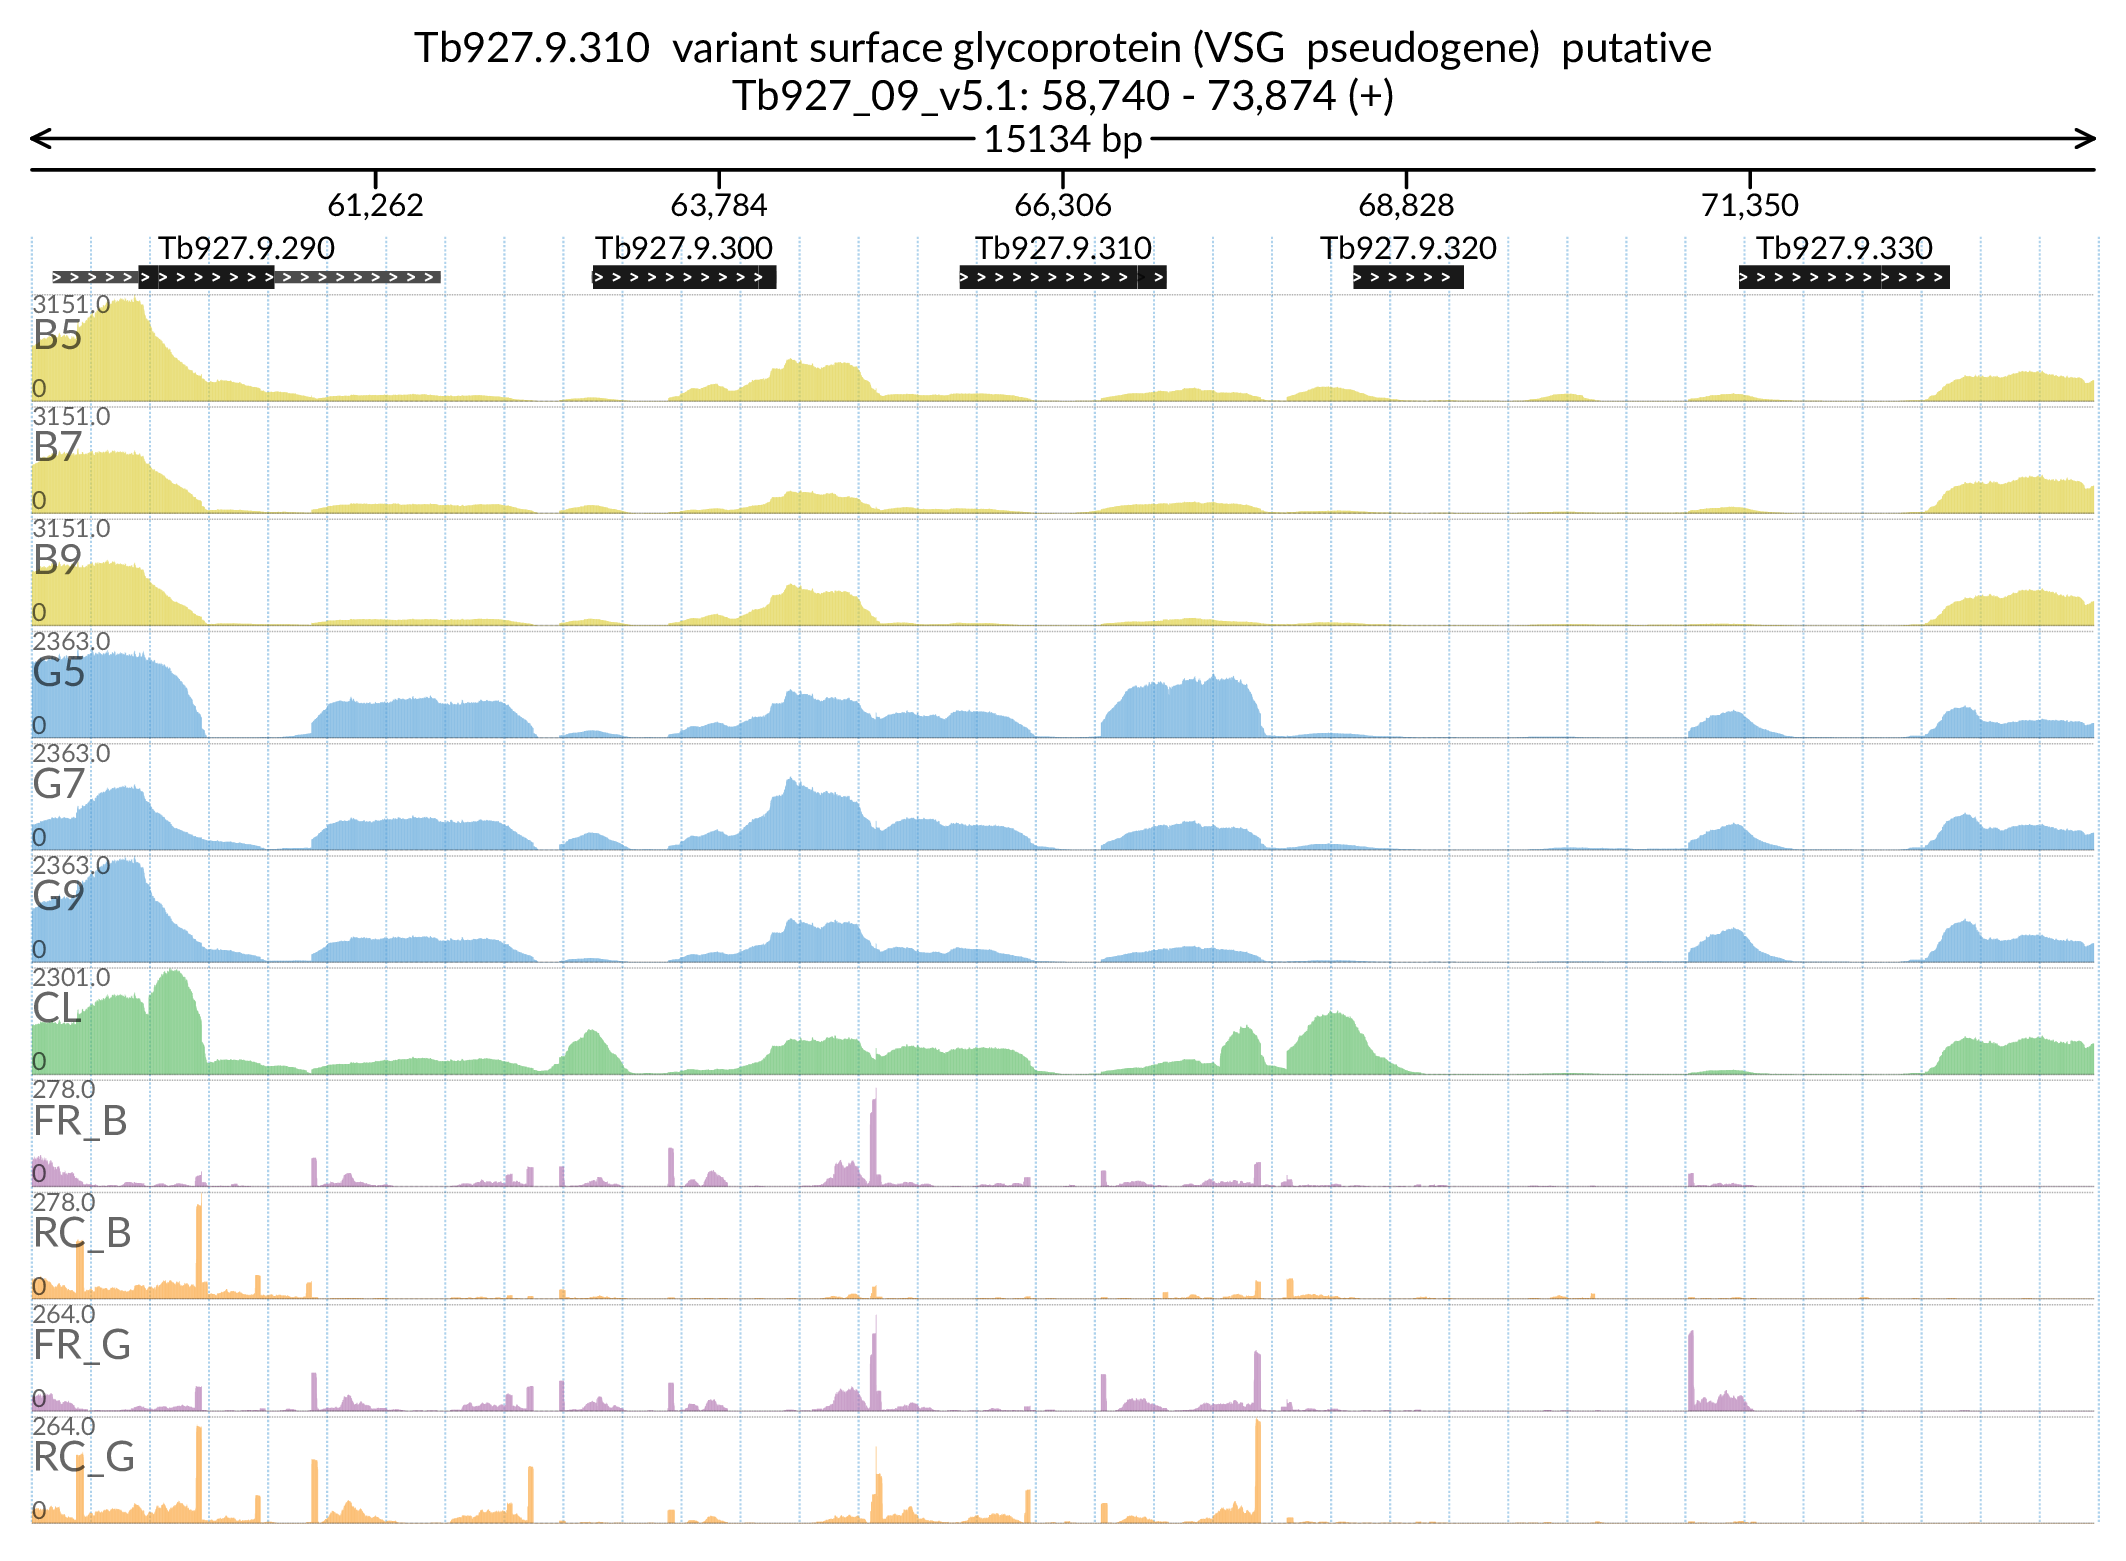 Tb927.9.310 variant surface glycoprotein (VSG pseudogene) putative
Tb927_09_v5.1: 58,740 - 73,874 (+)
15134 bp
61,262 63,784 66,306 68,828 71,350
Tb927.9.290 Tb927.9.300 Tb927.9.310 Tb927.9.320 Tb927.9.330
3151.0
B5
0
3151.0
B7
0
3151.0
B9
0
2363.0
G5
0
2363.0
G7
0
2363.0
G9
0
2301.0
CL
0
278.0
FR_B
0
278.0
RC_B
0
264.0
FR_G
0
264.0
RC_G
0